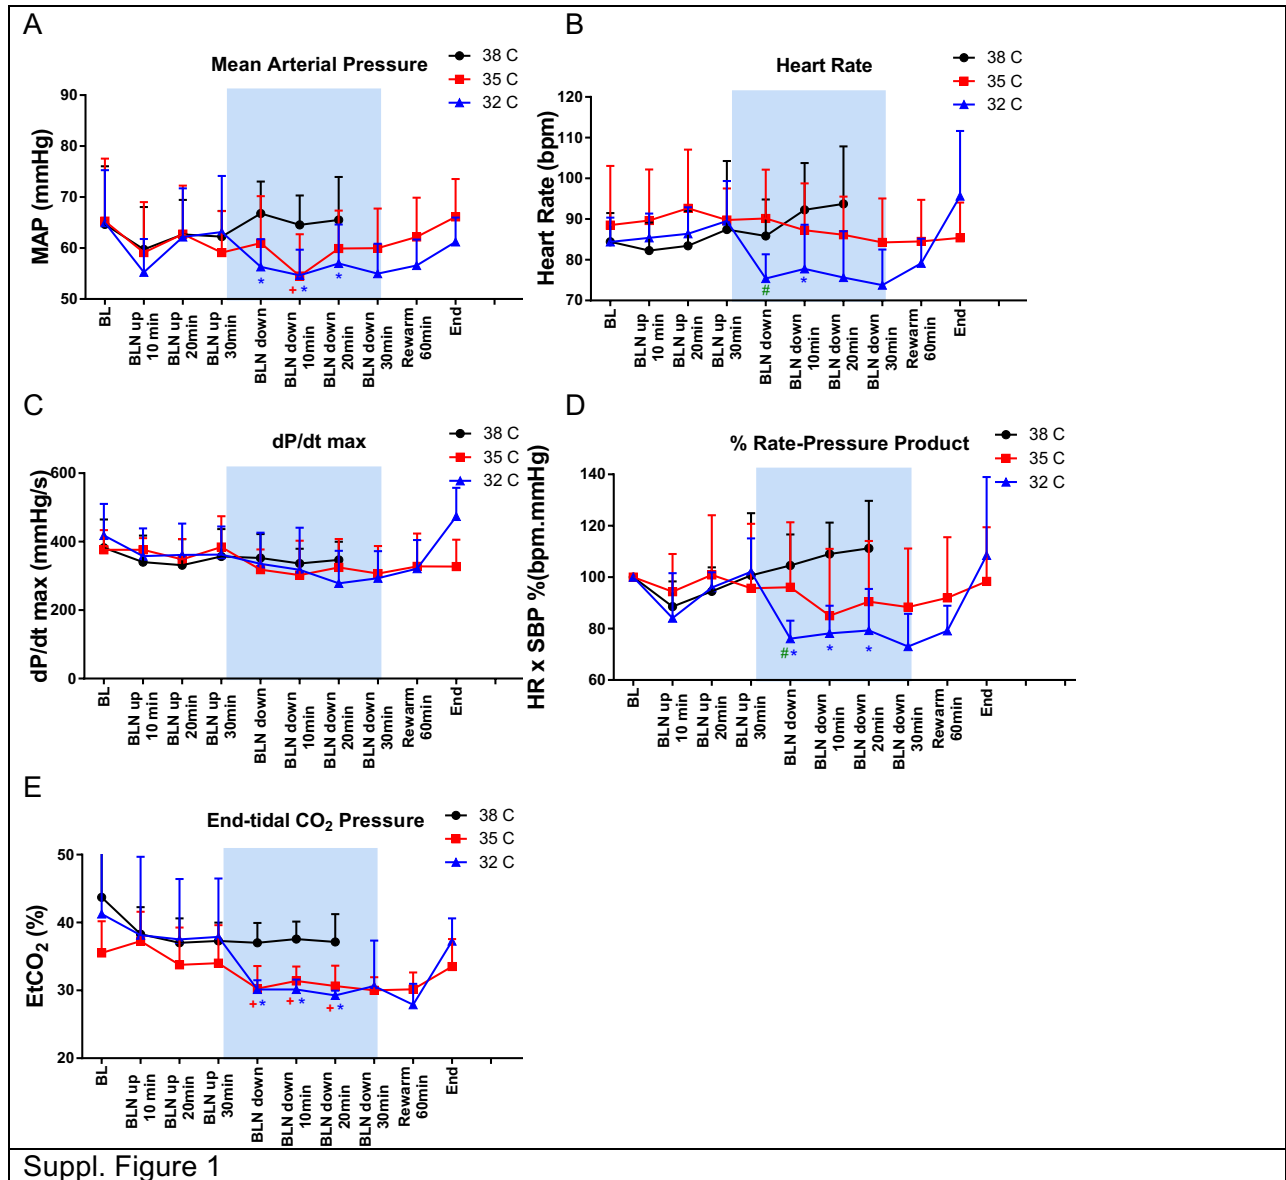 A
Mean Arterial Pressure
38 C
35 C
32 C
MAP (mmHg)
90
80
70
60
50
BL
BLN up
10 min
BLN up
20min
BLN up
30min
BLN down
BLN down
10min
BLN down
20min
BLN down
30min
Rewarm
60min
End
*
+ *
*
B
Heart Rate
38 C
35 C
32 C
Heart Rate (bpm)
120
110
100
90
80
70
BL
BLN up
10 min
BLN up
20min
BLN up
30min
BLN down
BLN down
10min
BLN down
20min
BLN down
30min
Rewarm
60min
End
#
*
C
dP/dt max
38 C
35 C
32 C
dP/dt max (mmHg/s)
600
400
200
0
BL
BLN up
10 min
BLN up
20min
BLN up
30min
BLN down
BLN down
10min
BLN down
20min
BLN down
30min
Rewarm
60min
End
D
% Rate-Pressure Product
38 C
35 C
32 C
HR x SBP %(bpm.mmHg)
140
120
100
80
60
BL
BLN up
10 min
BLN up
20min
BLN up
30min
BLN down
BLN down
10min
BLN down
20min
BLN down
30min
Rewarm
60min
End
#*
*
*
E
End-tidal CO₂ Pressure
38 C
35 C
32 C
EtCO₂ (%)
50
40
30
20
BL
BLN up
10 min
BLN up
20min
BLN up
30min
BLN down
BLN down
10min
BLN down
20min
BLN down
30min
Rewarm
60min
End
+*
+*
+*
Suppl. Figure 1